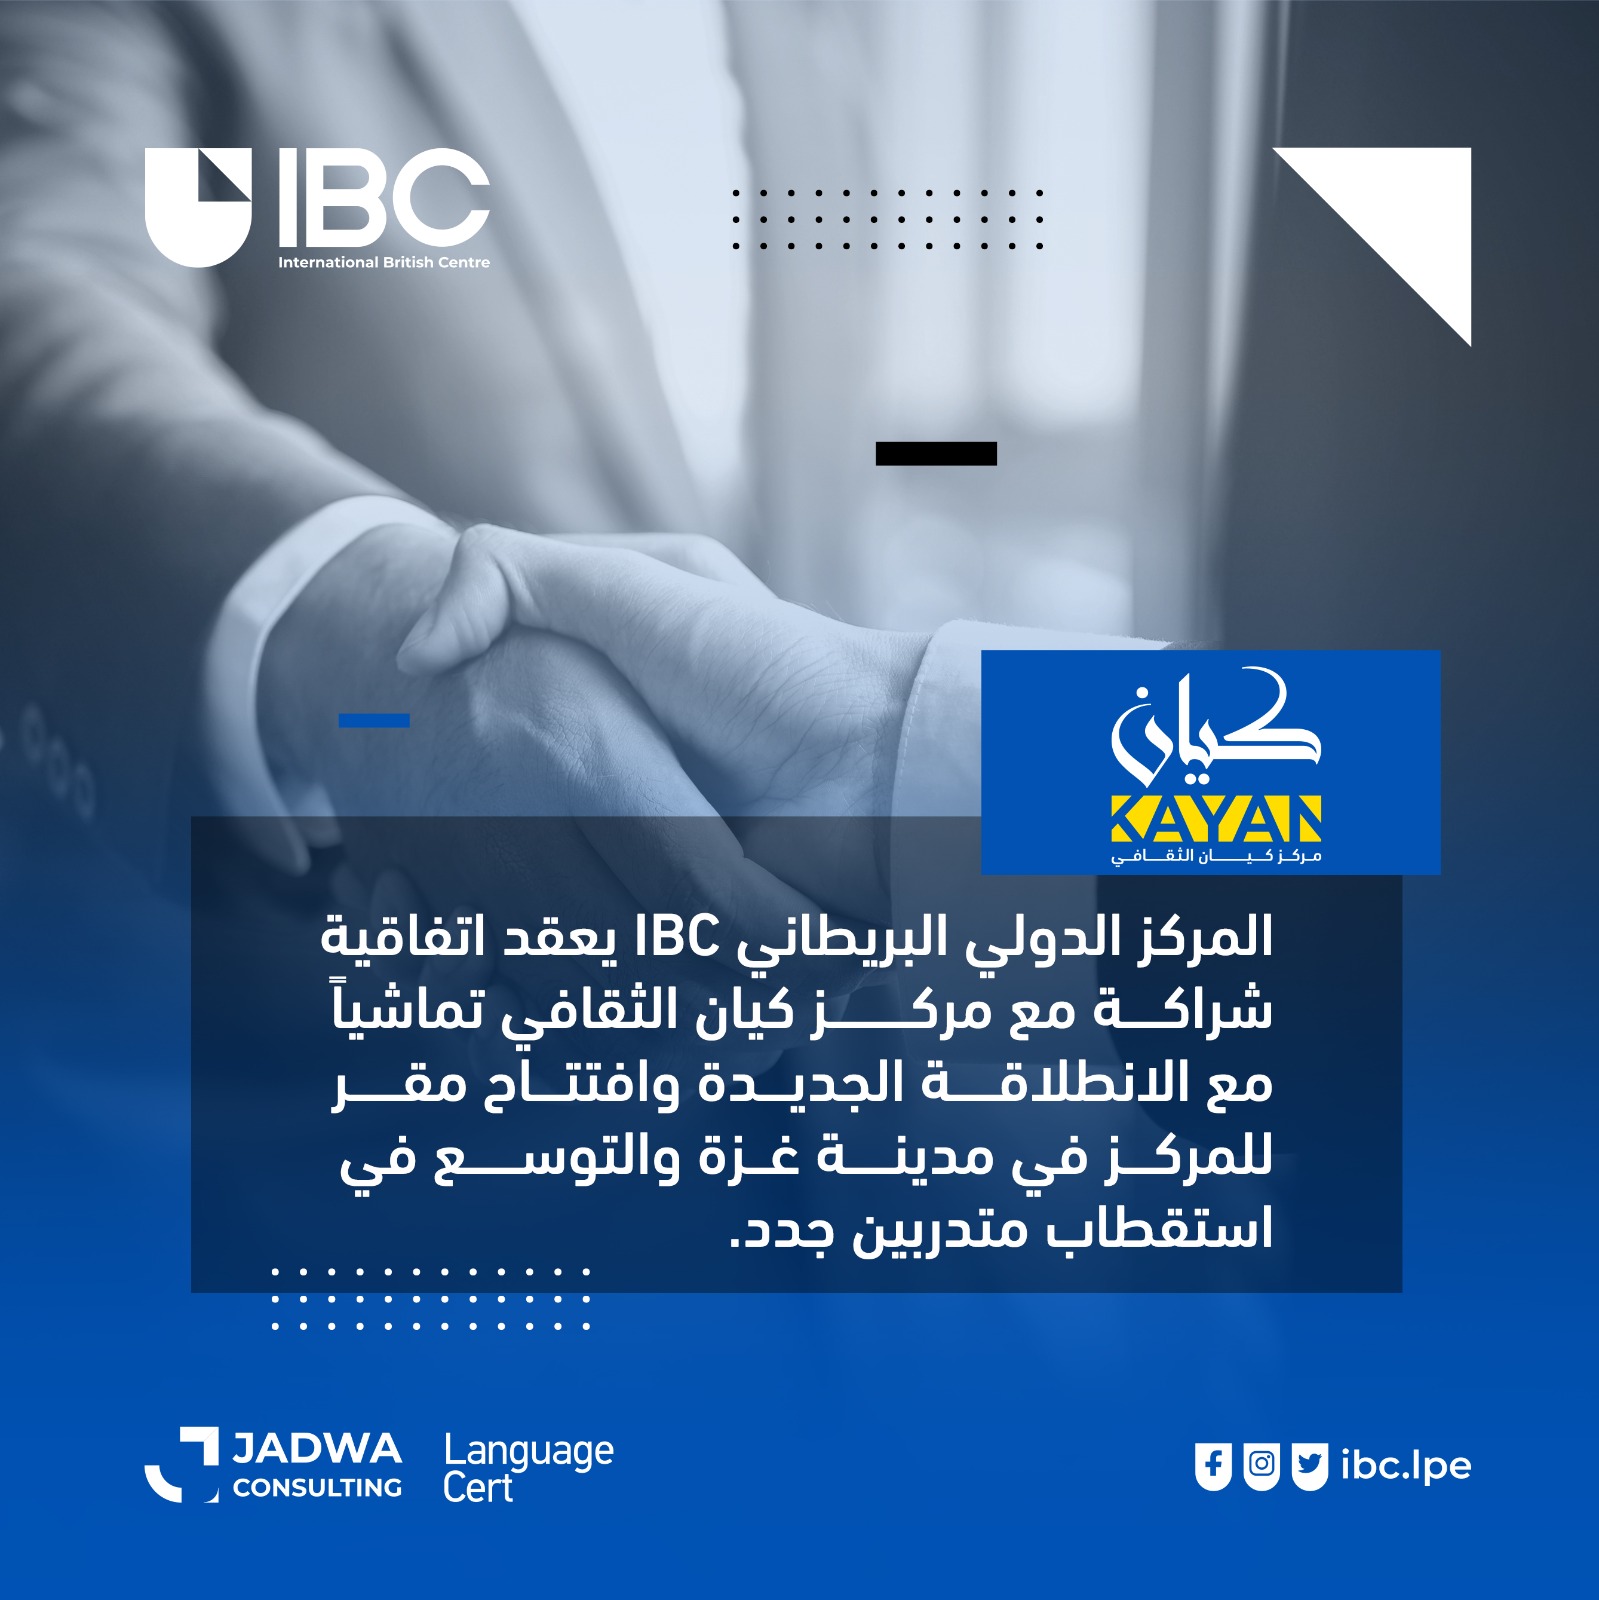 IBC
International British Centre
كيان
KAYAN
مركز كيان الثقافي
المركز الدولي البريطاني IBC يعقد اتفاقية
شراكة مع مركز كيان الثقافي تماشياً
مع الانطلاقة الجديدة وافتتاح مقر
للمركز في مدينة غزة والتوسع في
استقطاب متدربين جدد.
JADWA
CONSULTING
Language
Cert
ibc.lpe